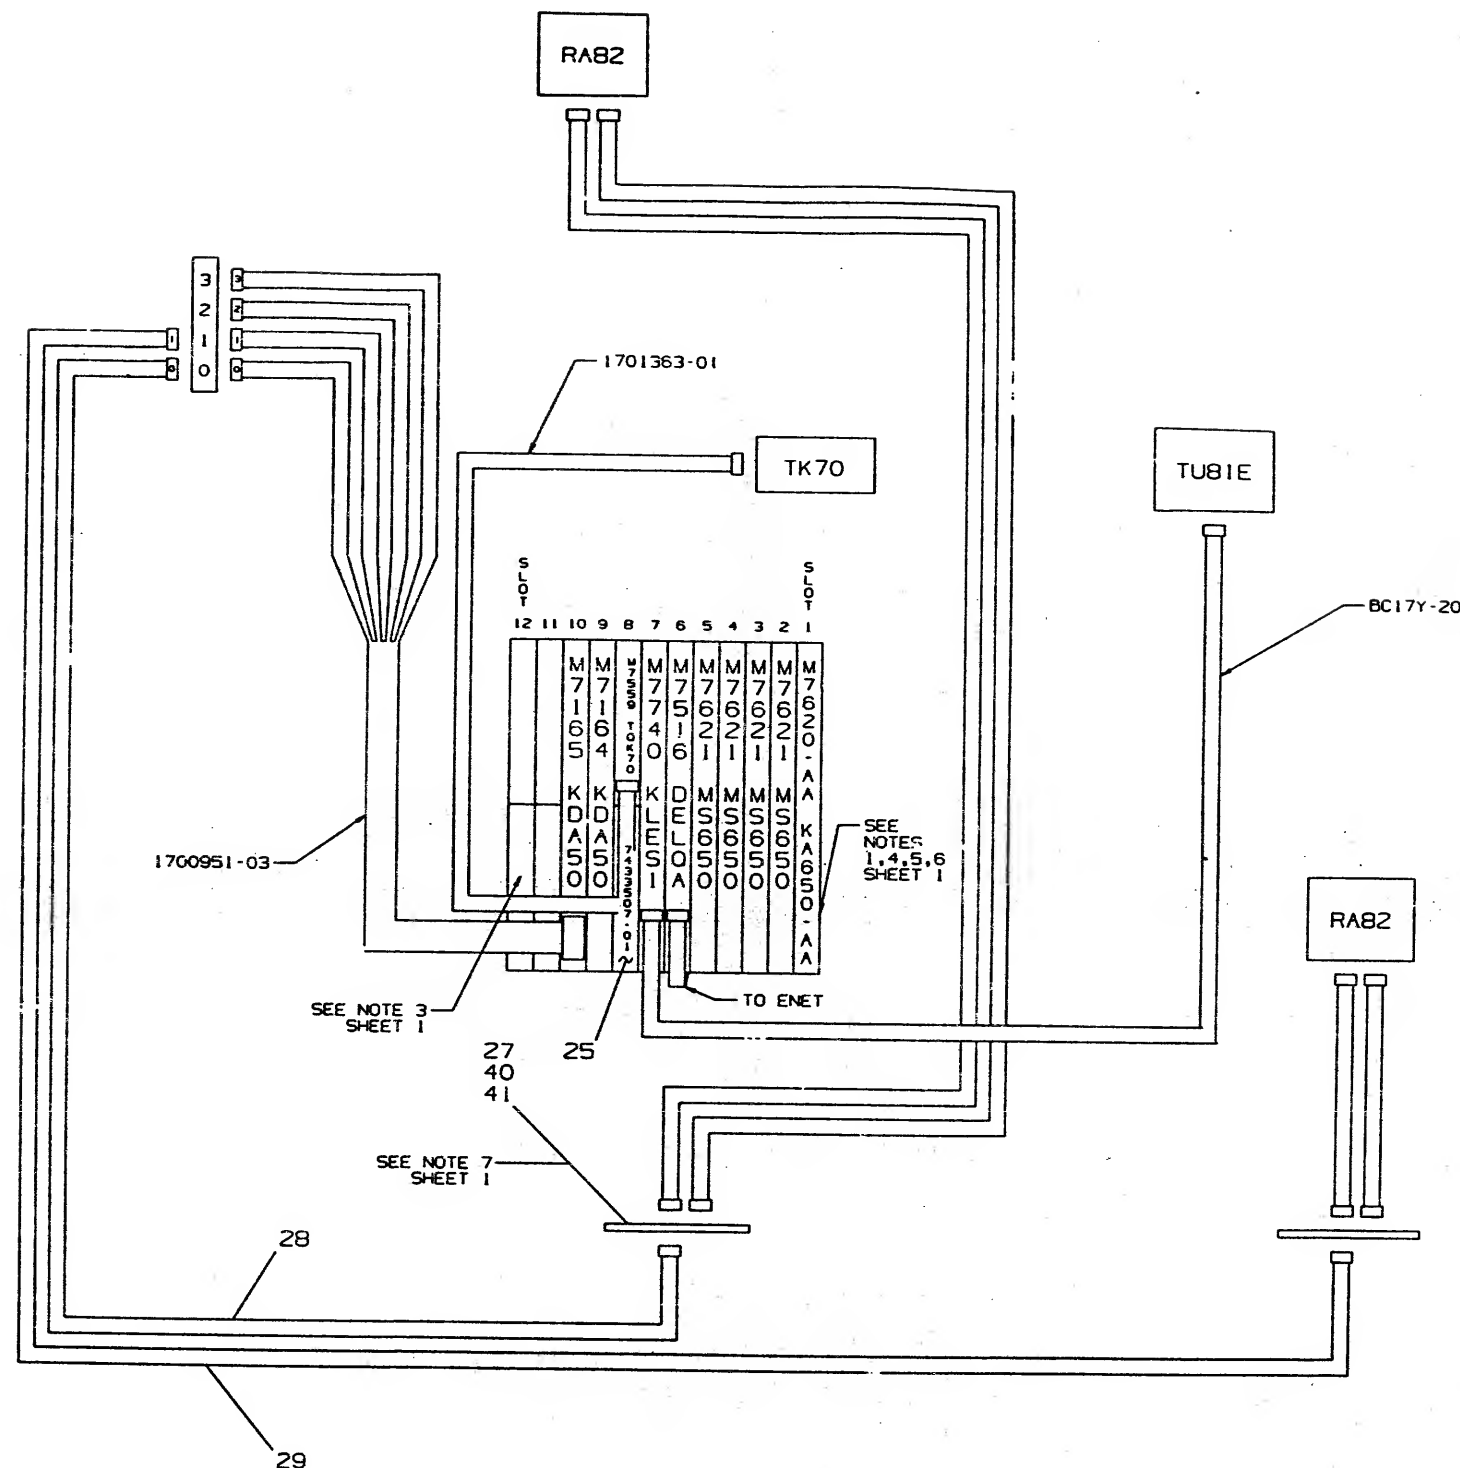 RA82
3
2
1
0
3
2
1
0
1
0
1701363-01
TK70
TU81E
BC17Y-20
SLOT
SLOT
12 11 10 9 8 7 6 5 4 3 2 1
M7165 KDA50
M7164 KDA50
M7559 TQK70
7433507-01
M7740 KLESI
M7516 DELQA
M7621 MS650
M7621 MS650
M7621 MS650
M7621 MS650
M7620-AA KA650-AA
SEE
NOTES
1,4,5,6
SHEET 1
1700951-03
RA82
TO ENET
SEE NOTE 3
SHEET 1
27
40
41
25
SEE NOTE 7
SHEET 1
28
29